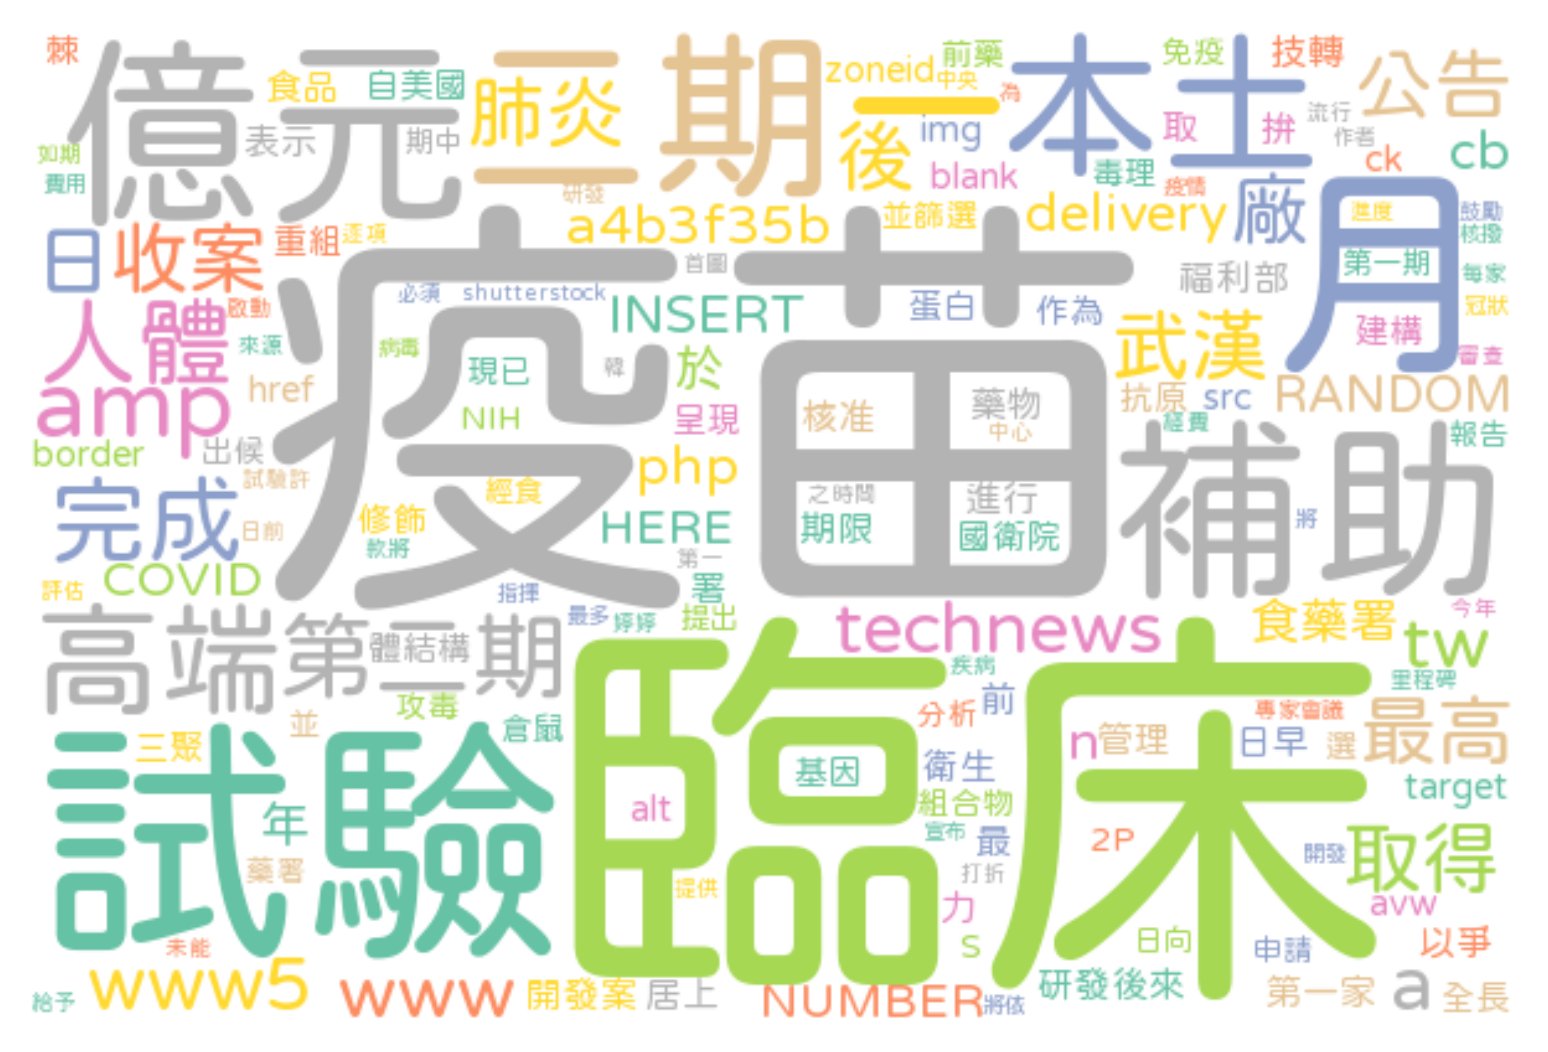 棘
億元
食品
自美國
表示
期中
如期
費用
肺炎
二期
研發
zoneid
中央
前藥
為
一
後
img
blank
本土
免疫
技轉
取
拚
流行
作者
公告
ck
cb
毒理
疫情
a4b3f35b
並篩選
delivery
廠
月
進度
鼓勵
核撥
第一期
每家
冠狀
建構
審查
日
收案
重組
逐項
首圖
福利部
必須
shutterstock
INSERT
蛋白
作為
武漢
人體
啟動
來源
病毒
現已
韓
於
疫苗
amp
href
NIH
呈現
核准
藥物
中心
抗原
src
RANDOM
經費
報告
border
出候
試驗許
經食
php
之時間
進行
補助
完成
日前
修飾
款將
HERE
期限
國衛院
將
COVID
評估
第一
署
指揮
最多
婷婷
提出
technews
食藥署
今年
tw
高端第二期
體結構
疾病
里程碑
攻毒
並
倉鼠
前
分析
專家會議
最高
三聚
試驗
臨床
n
管理
日早
選
基因
衛生
target
年
alt
組合物
宣布
最
2P
開發
取得
藥署
打折
提供
力
avw
未能
s
日向
申請
以爭
給予
www5
www
開發案
居上
NUMBER
將依
研發後來
第一家
a
全長